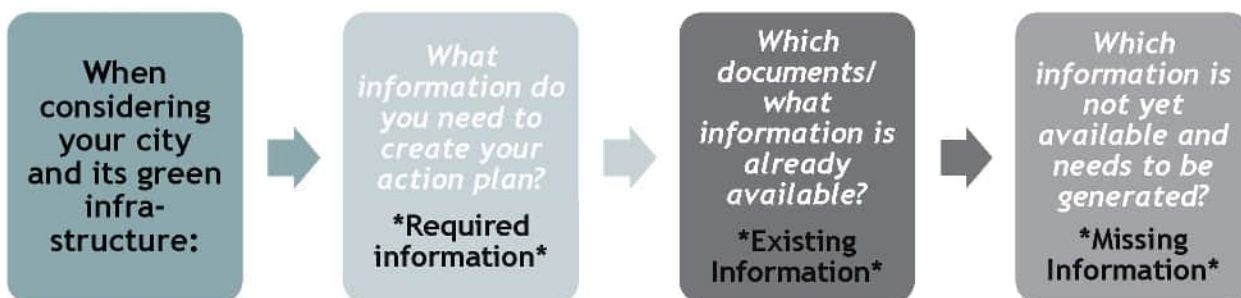 When
considering
your city
and its green
infra-
structure:
What
information do
you need to
create your
action plan?
*Required
information*
Which
documents/
what
information is
already
available?
*Existing
Information*
Which
information is
not yet
available and
needs to be
generated?
*Missing
Information*